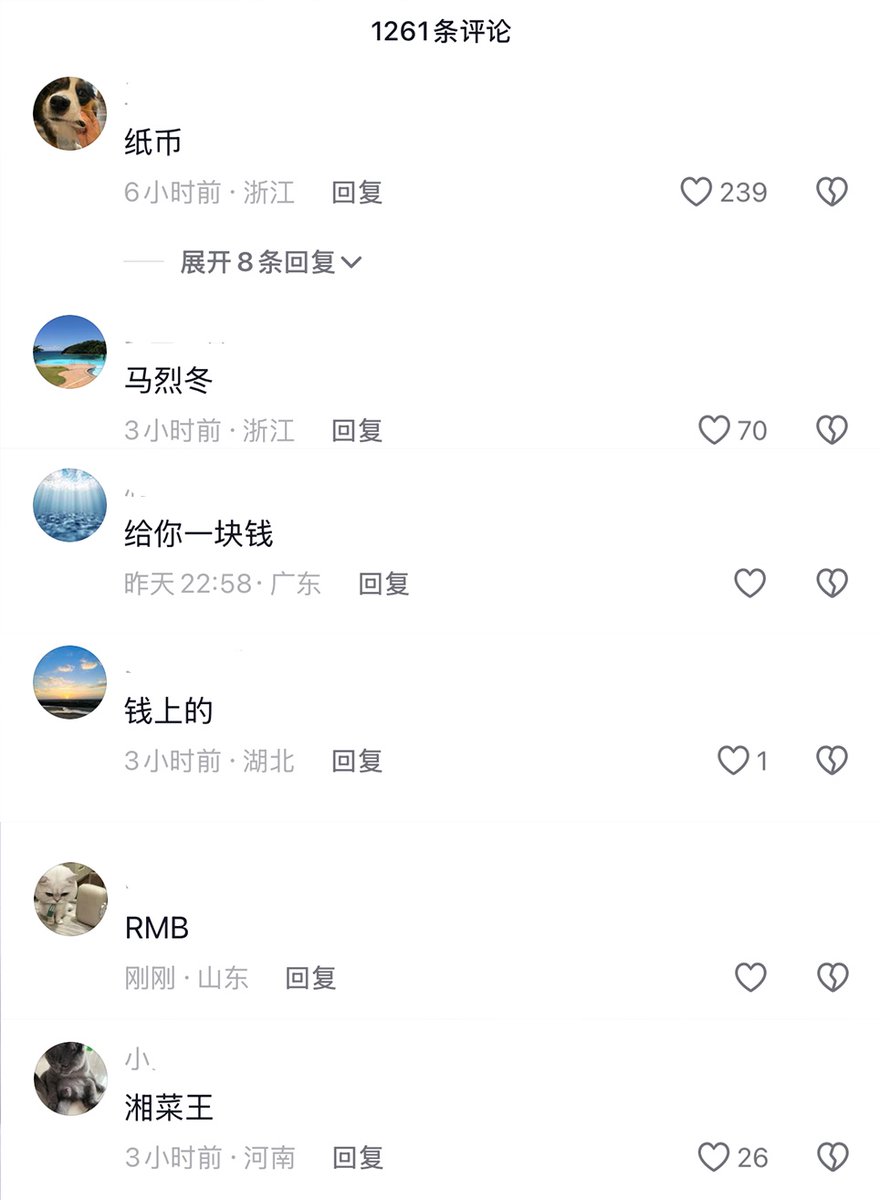 1261条评论
纸币
6小时前·浙江 回复 239
展开8条回复
马烈冬
3小时前·浙江 回复 70
给你一块钱
昨天22:58·广东 回复
钱上的
3小时前·湖北 回复 1
RMB
刚刚·山东 回复
小
湘菜王
3小时前·河南 回复 26